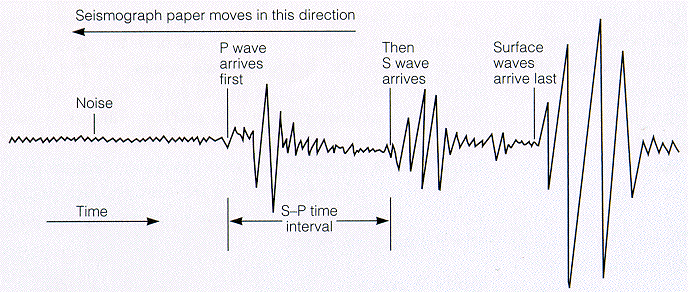 Seismograph paper moves in this direction
P wave
arrives
first
Then
S wave
arrives
Surface
waves
arrive last
Noise
Time
S–P time
interval